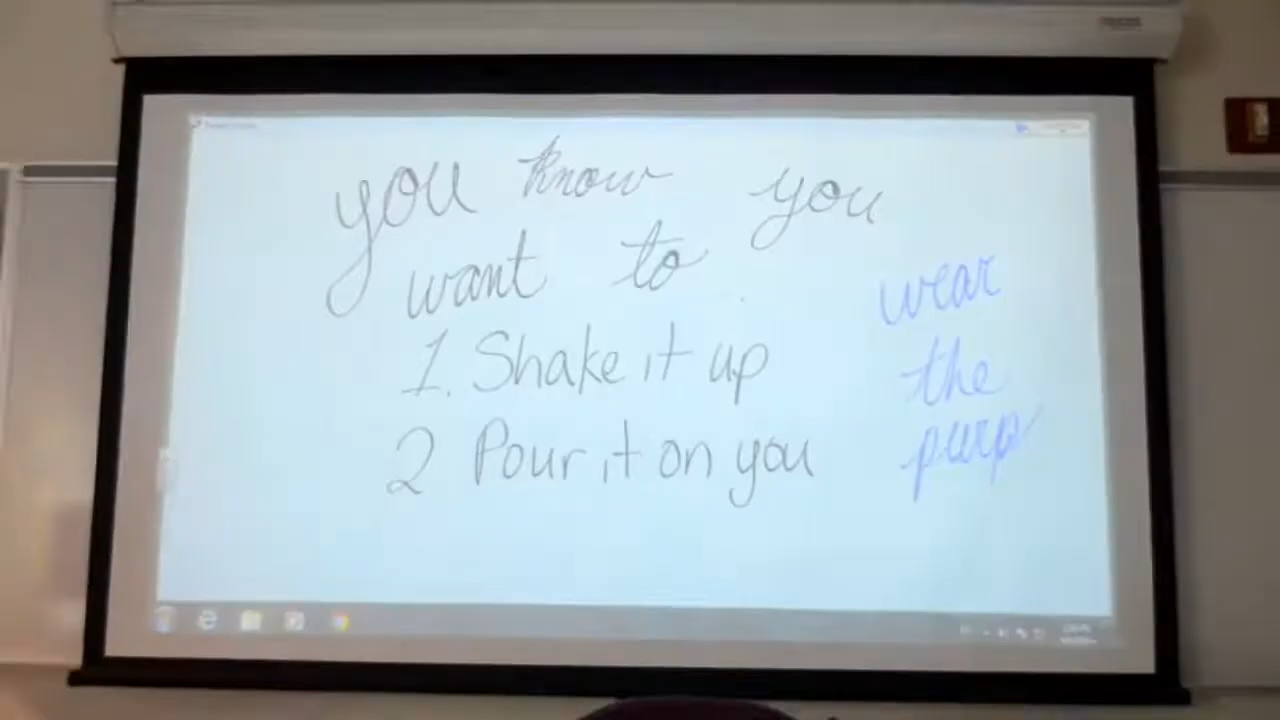 you know you
want to
1. Shake it up
2 Pour it on you
wear
the
purp